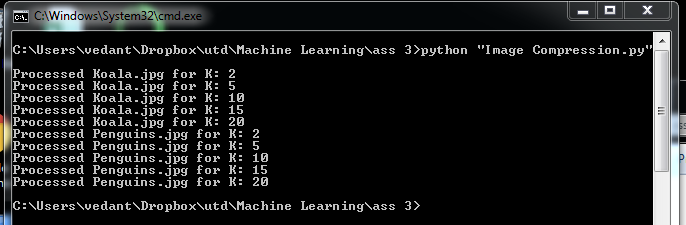 C:\Windows\System32\cmd.exe
C:\Users\vedant\Dropbox\utd\Machine Learning\ass 3>python "Image Compression.py"
Processed Koala.jpg for K: 2
Processed Koala.jpg for K: 5
Processed Koala.jpg for K: 10
Processed Koala.jpg for K: 15
Processed Koala.jpg for K: 20
Processed Penguins.jpg for K: 2
Processed Penguins.jpg for K: 5
Processed Penguins.jpg for K: 10
Processed Penguins.jpg for K: 15
Processed Penguins.jpg for K: 20
C:\Users\vedant\Dropbox\utd\Machine Learning\ass 3>